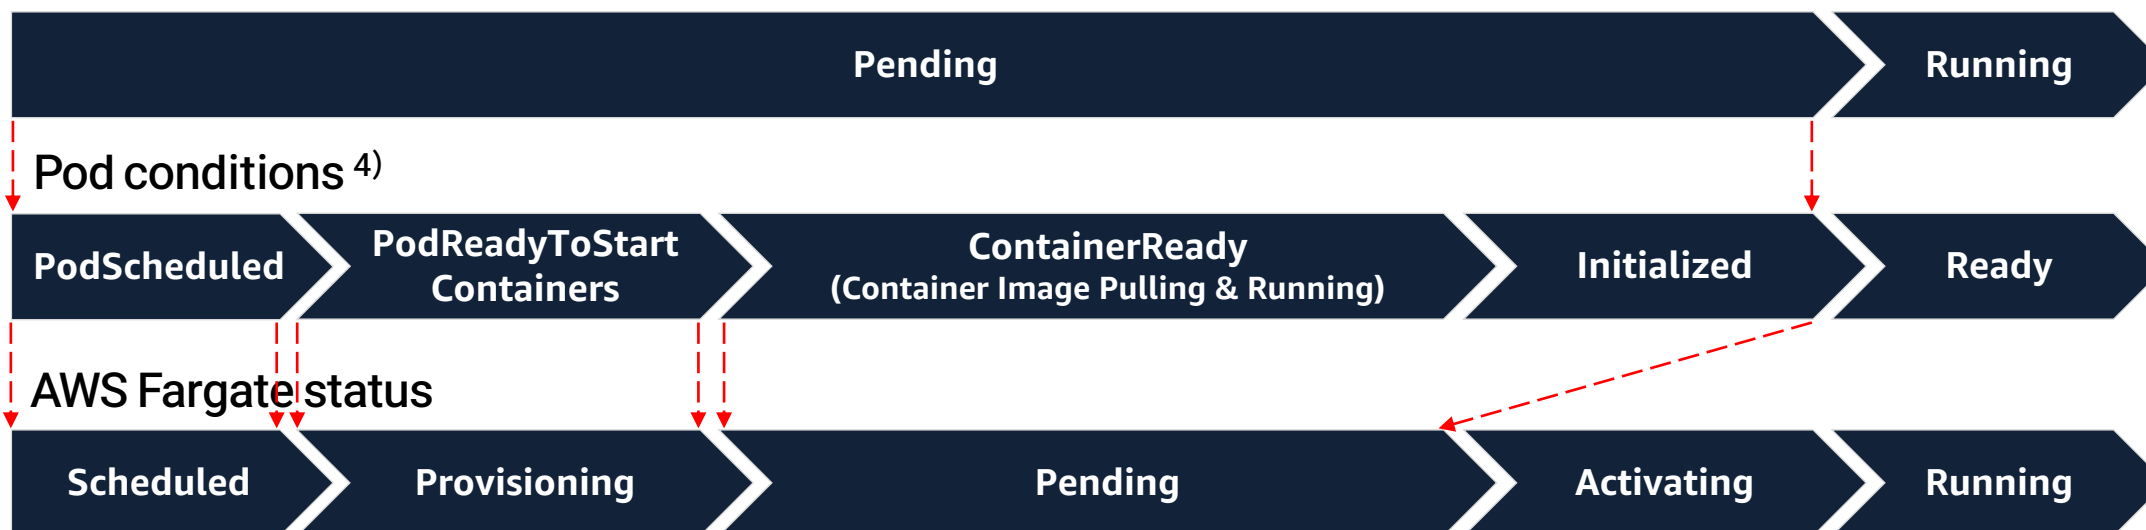 Pending
Running
Pod conditions 4)
PodScheduled
PodReadyToStart
Containers
ContainerReady
(Container Image Pulling & Running)
Initialized
Ready
AWS Fargate status
Scheduled
Provisioning
Pending
Activating
Running